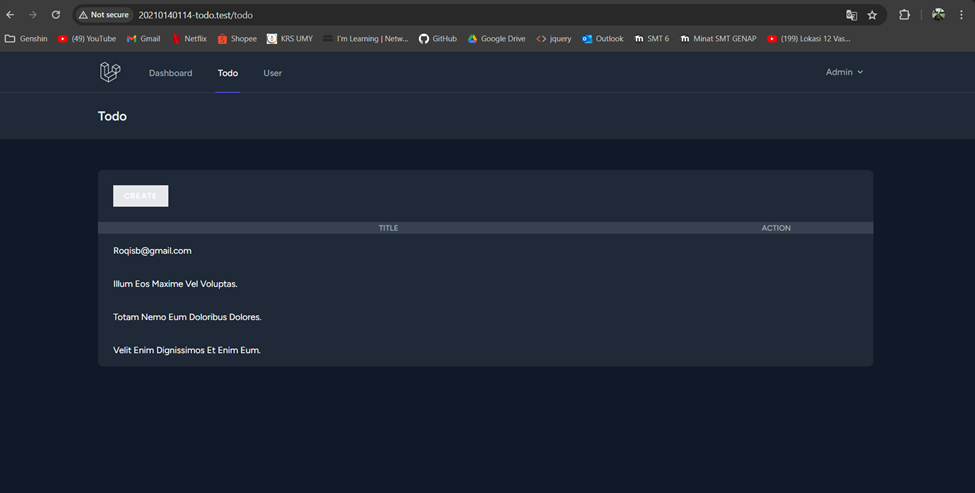 Not secure 20210140114-todo.test/todo
Genshin (49) YouTube Gmail Netflix Shopee KRS UMY I'm Learning | Netw... GitHub Google Drive jquery Outlook SMT 6 Minat SMT GENAP (199) Lokasi 12 Vas...
Dashboard Todo User Admin
Todo
CREATE
TITLE ACTION
Roqisb@gmail.com
Illum Eos Maxime Vel Voluptas.
Totam Nemo Eum Doloribus Dolores.
Velit Enim Dignissimos Et Enim Eum.